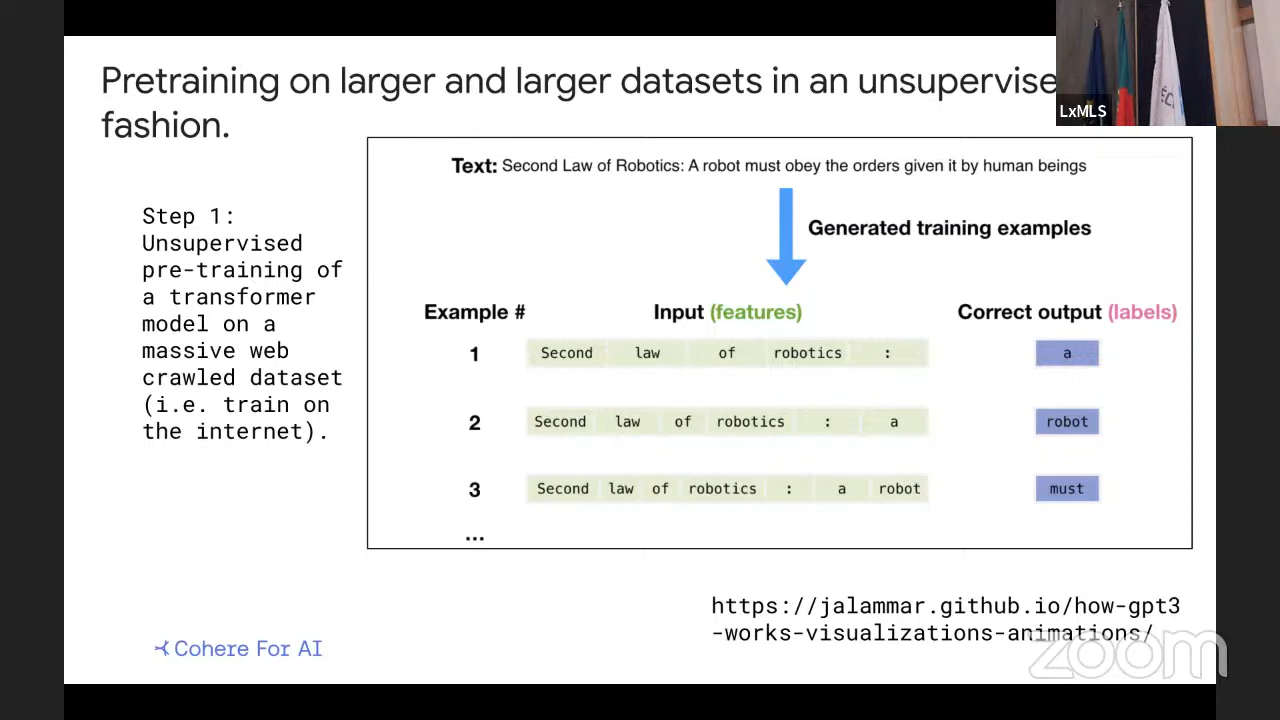 Pretraining on larger and larger datasets in an unsupervise
fashion.
LxMLS
Text: Second Law of Robotics: A robot must obey the orders given it by human beings
Step 1:
Unsupervised
pre-training of
a transformer
model on a
massive web
crawled dataset
(i.e. train on
the internet).
Generated training examples
Example # Input (features) Correct output (labels)
1 Second law of robotics : a
2 Second law of robotics : a robot
3 Second law of robotics : a robot must
...
https://jalammar.github.io/how-gpt3
-works-visualizations-animations/
Cohere For AI
zoom